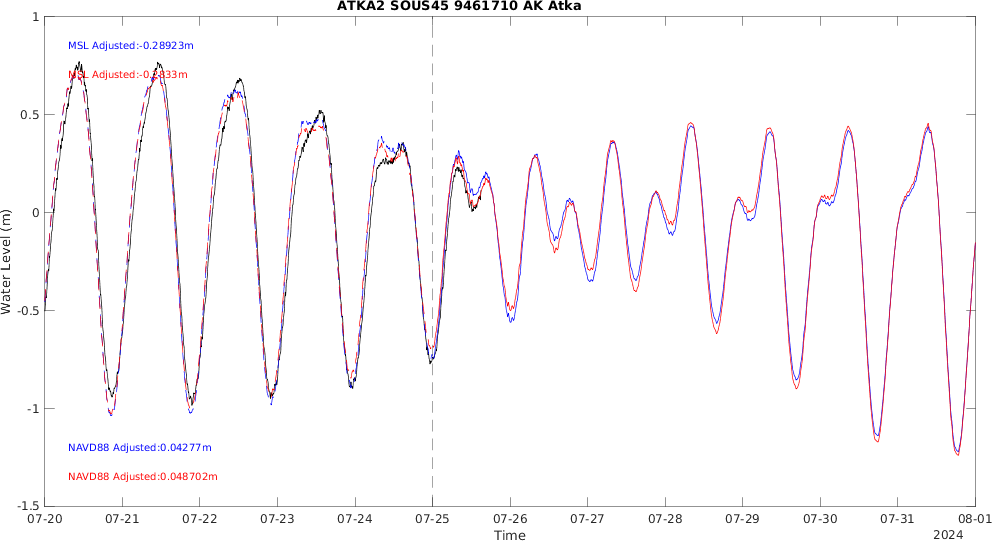 ATKA2 SOUS45 9461710 AK Atka
1
MSL Adjusted:-0.28923m
MSL Adjusted:
0.5
0
Water Level (m)
-0.5
-1
NAVD88 Adjusted:0.04277m
NAVD88 Adjusted:0.048702m
-1.5
07-20 07-21 07-22 07-23 07-24 07-25 07-26 07-27 07-28 07-29 07-30 07-31 08-01
Time
2024